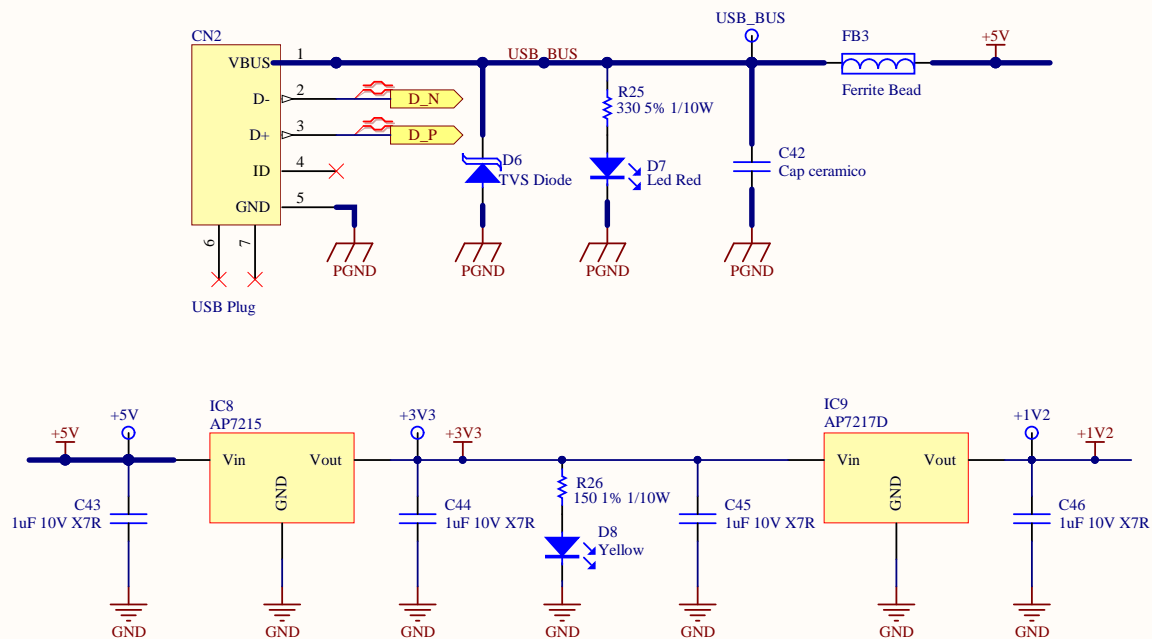 USB_BUS
CN2
FB3
+5V
VBUS
1
USB_BUS
D-
2
D_N
R25
330 5% 1/10W
Ferrite Bead
D+
3
D_P
ID
4
D6
TVS Diode
D7
Led Red
C42
Cap ceramico
GND
5
6
7
PGND
PGND
PGND
PGND
USB Plug
+5V
+5V
IC8
AP7215
+3V3
+3V3
IC9
AP7217D
+1V2
+1V2
Vin
Vout
GND
Vin
Vout
GND
C43
1uF 10V X7R
C44
1uF 10V X7R
R26
150 1% 1/10W
D8
Yellow
C45
1uF 10V X7R
C46
1uF 10V X7R
GND
GND
GND
GND
GND
GND
GND